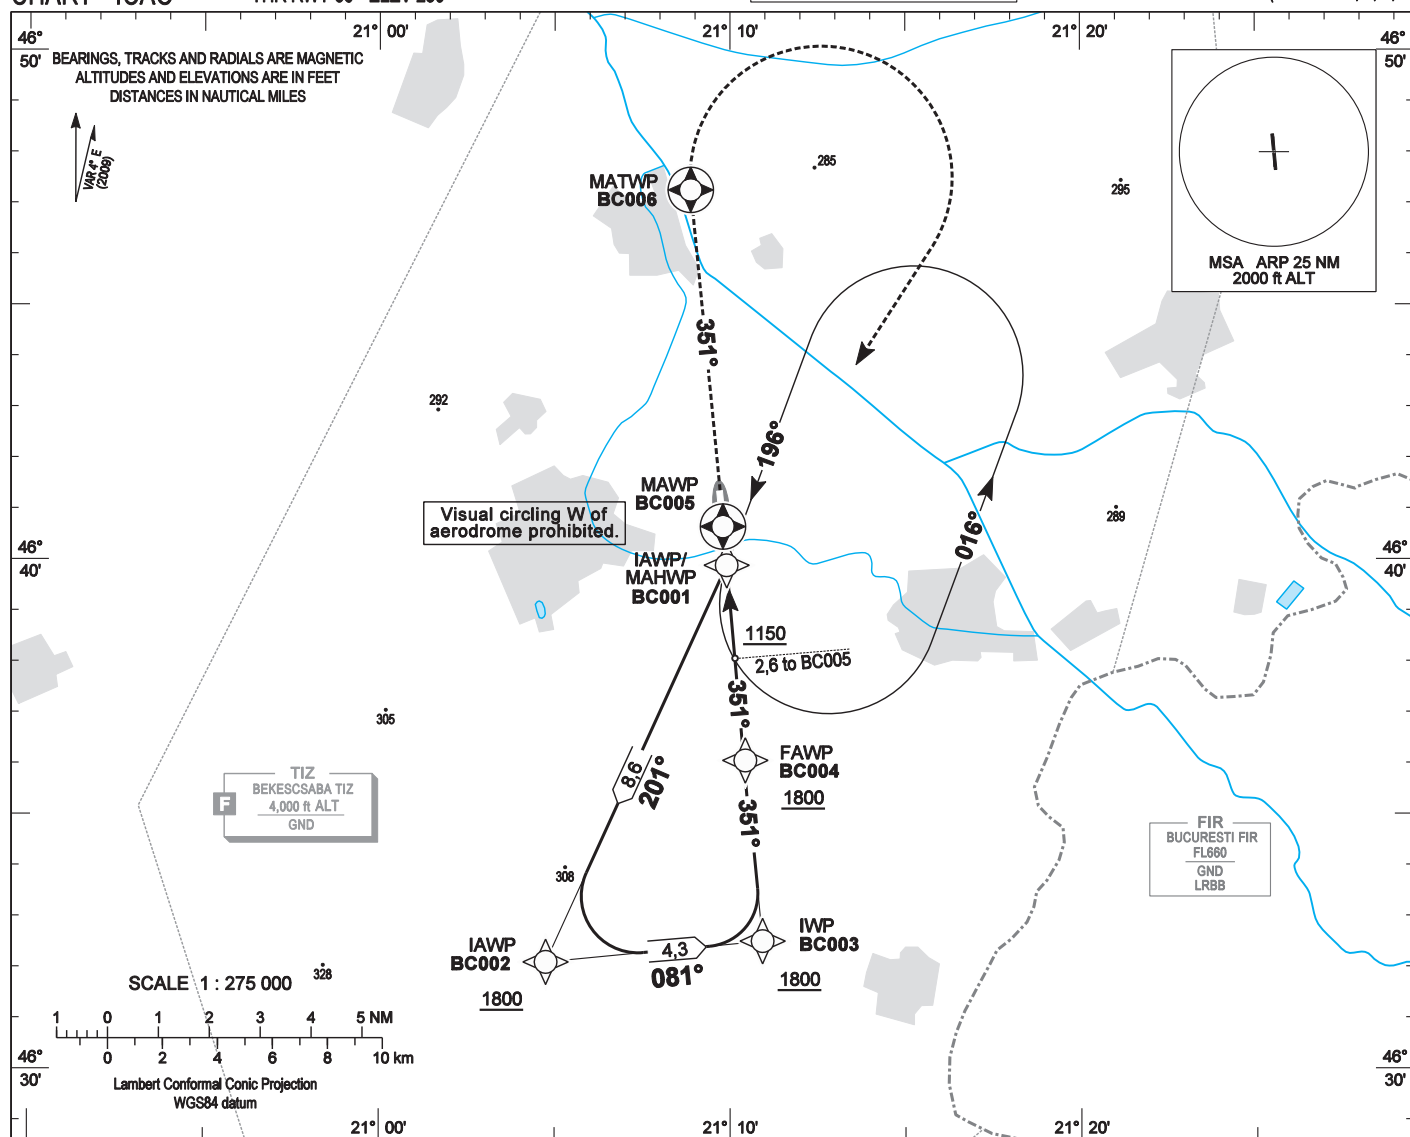 21° 00'
21° 10'
21° 20'
46°
50'
46°
50'
BEARINGS, TRACKS AND RADIALS ARE MAGNETIC
ALTITUDES AND ELEVATIONS ARE IN FEET
DISTANCES IN NAUTICAL MILES
VAR 4° E
(2009)
MSA ARP 25 NM
2000 ft ALT
285
295
MATWP
BC006
351°
292
196°
MAWP
BC005
Visual circling W of
aerodrome prohibited.
289
016°
46°
40'
46°
40'
IAWP/
MAHWP
BC001
1150
2,6 to BC005
351°
305
FAWP
BC004
1800
8,6
201°
351°
TIZ
BEKESCSABA TIZ
4,000 ft ALT
GND
F
FIR
BUCURESTI FIR
FL660
GND
LRBB
308
IAWP
BC002
1800
4,3
081°
IWP
BC003
1800
328
SCALE 1 : 275 000
1 0 1 2 3 4 5 NM
0 2 4 6 8 10 km
Lambert Conformal Conic Projection
WGS84 datum
46°
30'
46°
30'
21° 00'
21° 10'
21° 20'